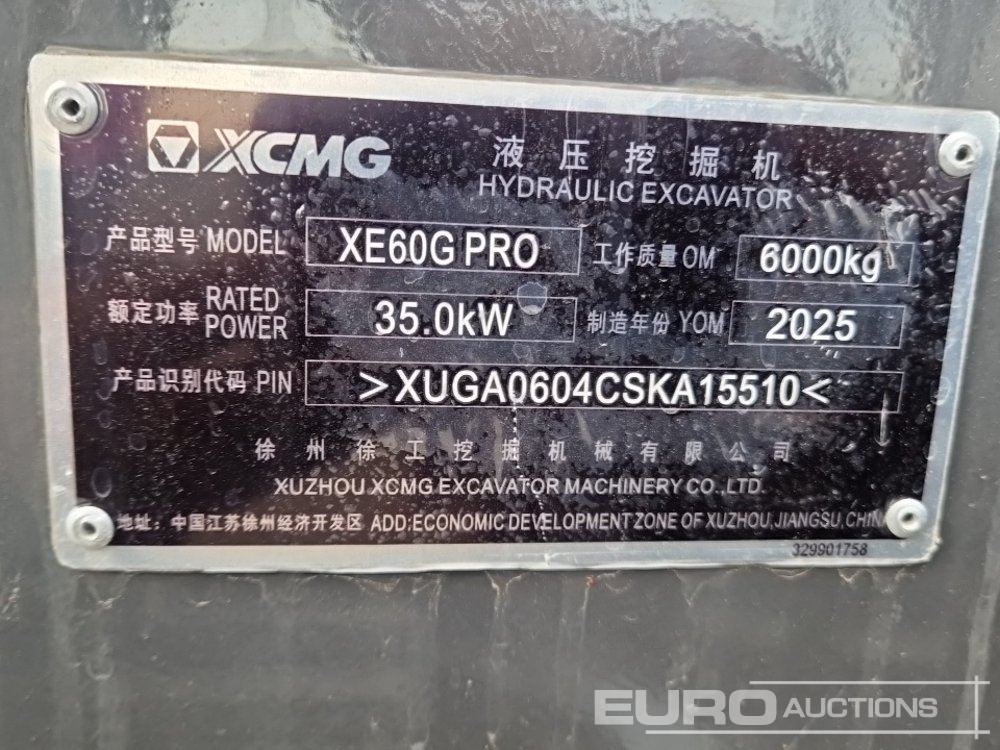 XCMG 液压挖掘机
HYDRAULIC EXCAVATOR
产品型号 MODEL XE60G PRO 工作质量 OM 6000kg
额定功率 RATED POWER 35.0kW 制造年份 YOM 2025
产品识别代码 PIN >XUGA0604CSKA15510<
徐州徐工挖掘机械有限公司
XUZHOU XCMG EXCAVATOR MACHINERY CO.,LTD.
地址: 中国江苏徐州经济开发区 ADD:ECONOMIC DEVELOPMENT ZONE OF XUZHOU,JIANGSU,CHINA
329901758
EURO AUCTIONS